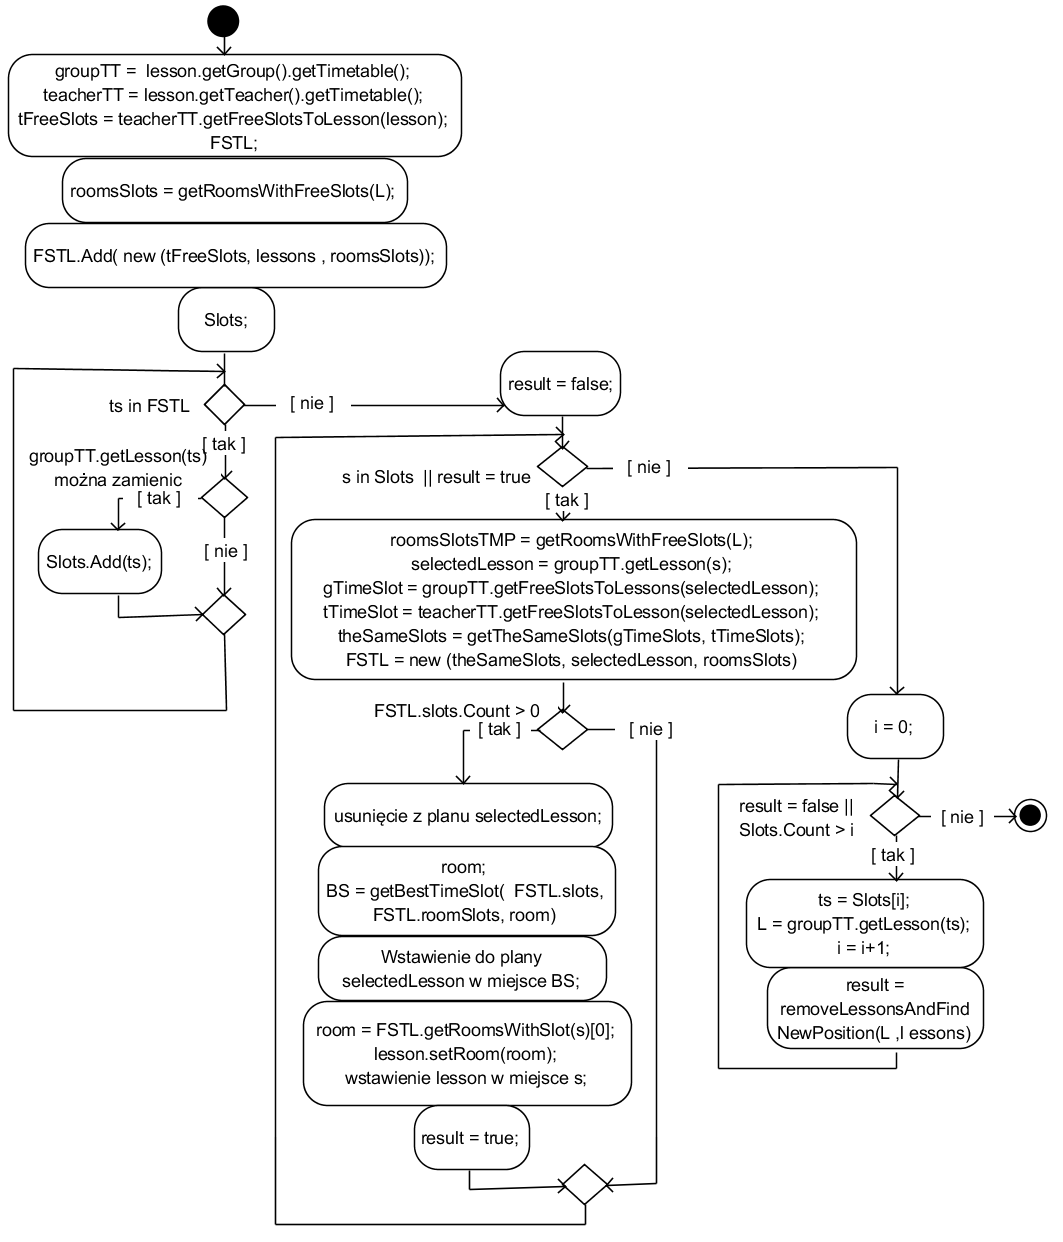 groupTT =  lesson.getGroup().getTimetable();
teacherTT = lesson.getTeacher().getTimetable();
tFreeSlots = teacherTT.getFreeSlotsToLesson(lesson);
FSTL;
roomsSlots = getRoomsWithFreeSlots(L);
FSTL.Add( new (tFreeSlots, lessons , roomsSlots));
Slots;
ts in FSTL
[ nie ]
[ tak ]
groupTT.getLesson(ts)
można zamienic
[ tak ]
Slots.Add(ts);
[ nie ]
result = false;
s in Slots  || result = true
[ nie ]
[ tak ]
roomsSlotsTMP = getRoomsWithFreeSlots(L);
selectedLesson = groupTT.getLesson(s);
gTimeSlot = groupTT.getFreeSlotsToLessons(selectedLesson);
tTimeSlot = teacherTT.getFreeSlotsToLesson(selectedLesson);
theSameSlots = getTheSameSlots(gTimeSlots, tTimeSlots);
FSTL = new (theSameSlots, selectedLesson, roomsSlots)
FSTL.slots.Count > 0
[ tak ]
[ nie ]
usunięcie z planu selectedLesson;
room;
BS = getBestTimeSlot(  FSTL.slots,
FSTL.roomSlots, room)
Wstawienie do plany
selectedLesson w miejsce BS;
room = FSTL.getRoomsWithSlot(s)[0];
lesson.setRoom(room);
wstawienie lesson w miejsce s;
result = true;
i = 0;
result = false ||
Slots.Count > i
[ nie ]
[ tak ]
ts = Slots[i];
L = groupTT.getLesson(ts);
i = i+1;
result =
removeLessonsAndFind
NewPosition(L ,l essons)